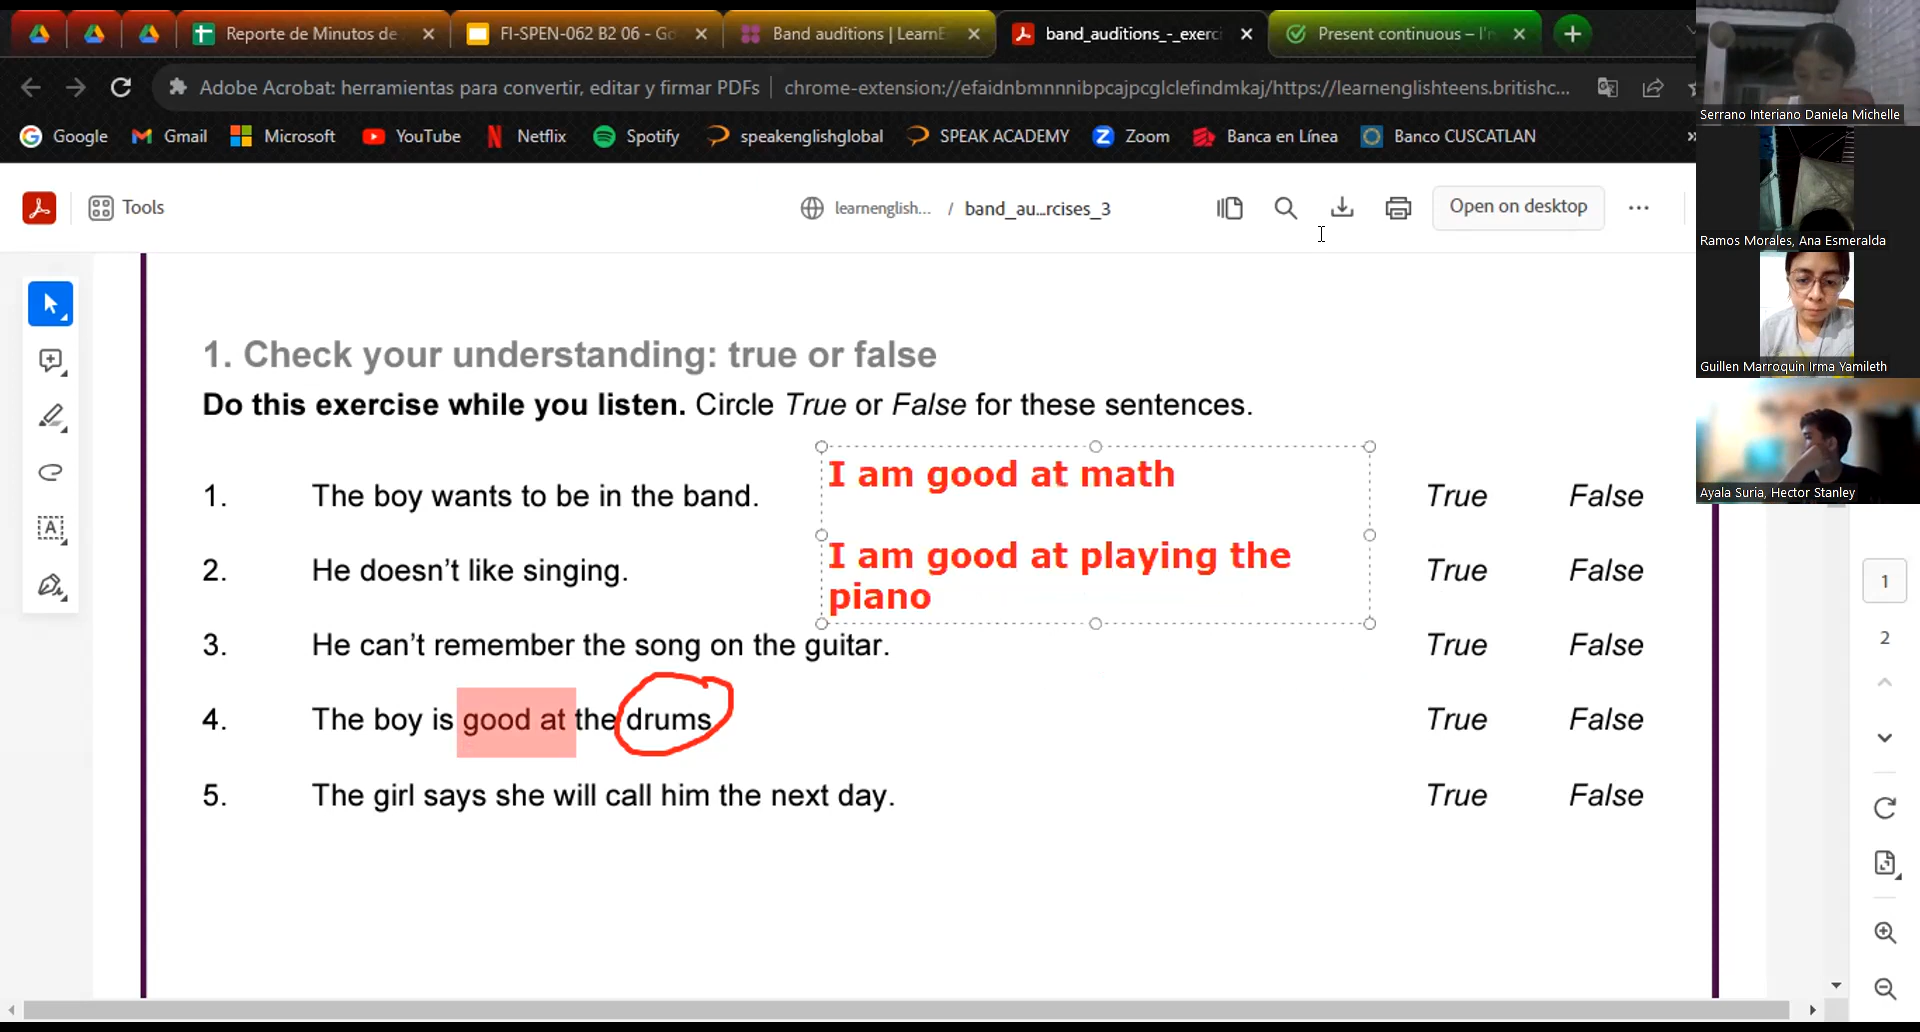 Reporte de Minutos de
FI-SPEN-062 B2 06 - Go
Band auditions | LearnE
band_auditions_-_exerci
Present continuous – I'm
Adobe Acrobat: herramientas para convertir, editar y firmar PDFs
chrome-extension://efaidnbmnnnibpcajpcglclefindmkaj/https://learnenglishteens.britishc...
Google
Gmail
Microsoft
YouTube
Netflix
Spotify
speakenglishglobal
SPEAK ACADEMY
Zoom
Banca en Línea
Banco CUSCATLAN
»
Serrano Interiano Daniela Michelle
Ramos Morales, Ana Esmeralda
Guillen Marroquin Irma Yamileth
Ayala Suria, Hector Stanley
Tools
learnenglish... / band_au...rcises_3
Open on desktop
1. Check your understanding: true or false
Do this exercise while you listen. Circle True or False for these sentences.
I am good at math
1. The boy wants to be in the band. True False
I am good at playing the
2. He doesn't like singing. True False
piano
3. He can't remember the song on the guitar. True False
4. The boy is good at the drums True False
5. The girl says she will call him the next day. True False
1
2